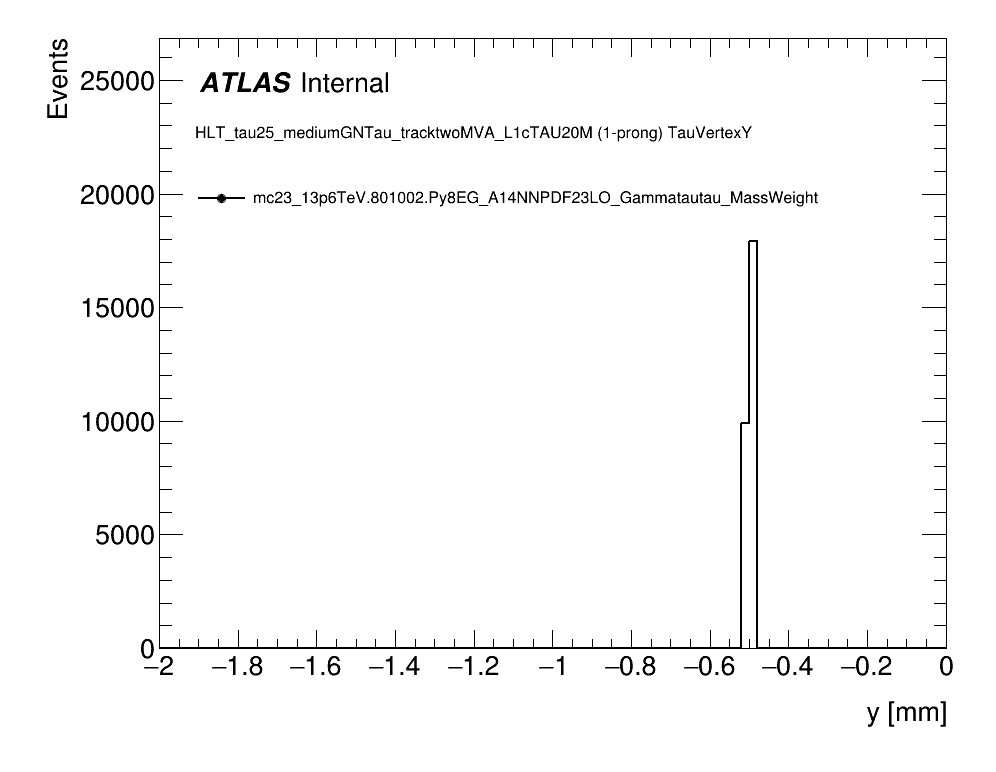 Events
25000
20000
15000
10000
5000
0
ATLAS Internal
HLT_tau25_mediumGNTau_tracktwoMVA_L1cTAU20M (1-prong) TauVertexY
mc23_13p6TeV.801002.Py8EG_A14NNPDF23LO_Gammatautau_MassWeight
−2 −1.8 −1.6 −1.4 −1.2 −1 −0.8 −0.6 −0.4 −0.2 0
y [mm]